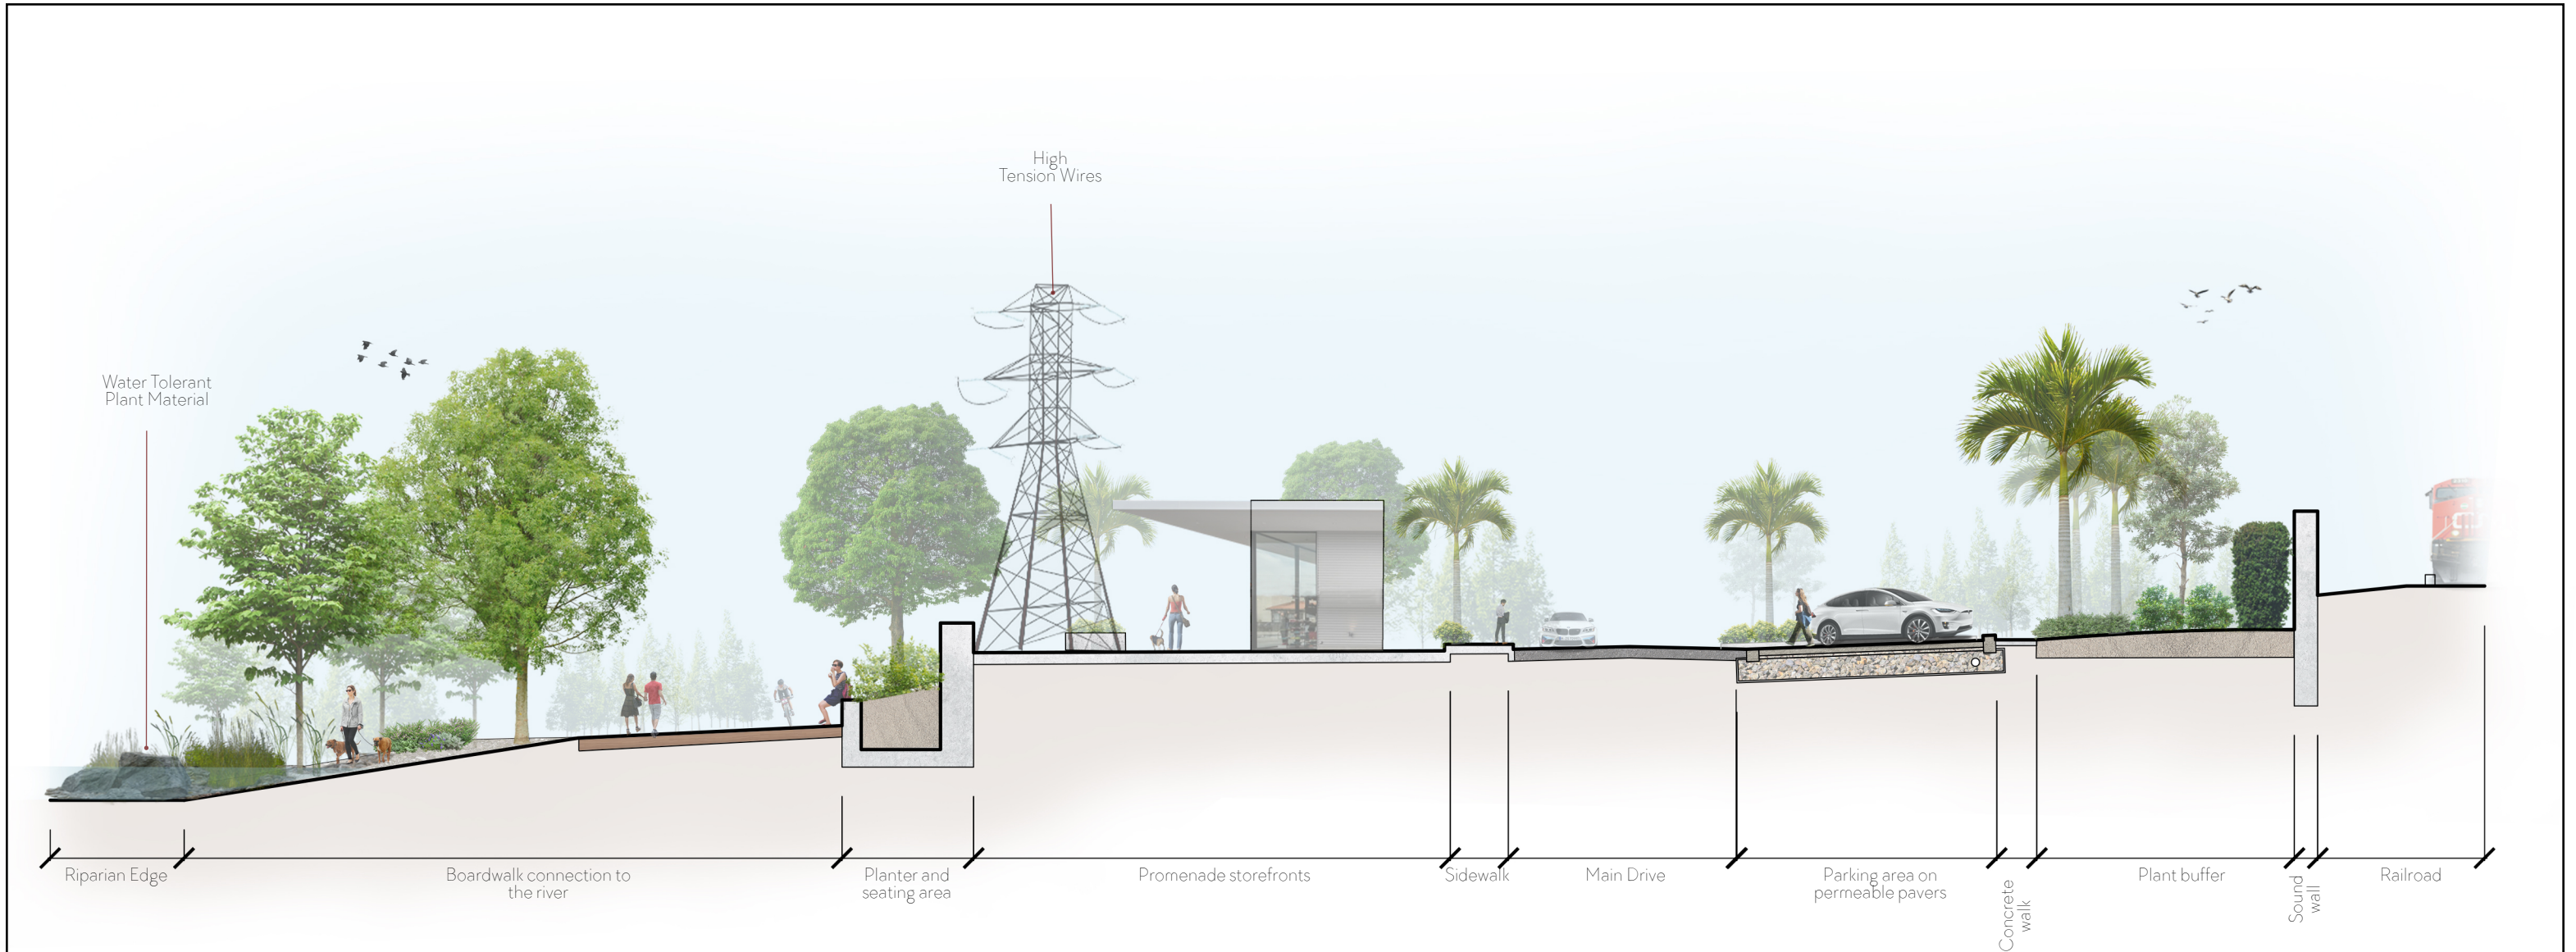 High
Tension Wires
Water Tolerant
Plant Material
Riparian Edge
Boardwalk connection to
the river
Planter and
seating area
Promenade storefronts
Sidewalk
Main Drive
Parking area on
permeable pavers
Concrete
walk
Plant buffer
Sound
wall
Railroad